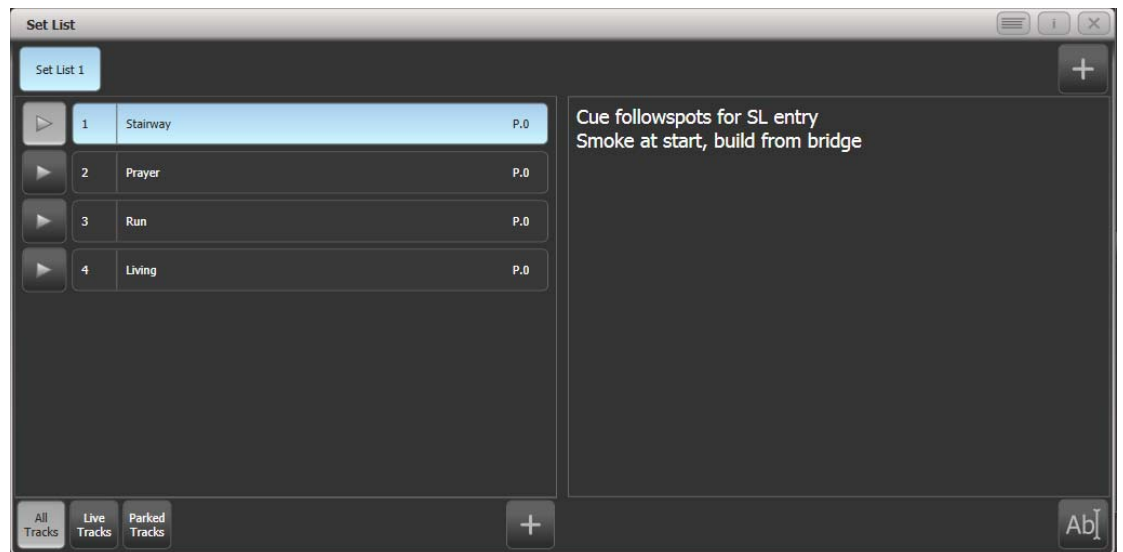 Set List
i
Set List 1
+
1 Stairway P.0
2 Prayer P.0
3 Run P.0
4 Living P.0
Cue followspots for SL entry
Smoke at start, build from bridge
All Tracks
Live Tracks
Parked Tracks
+
Ab